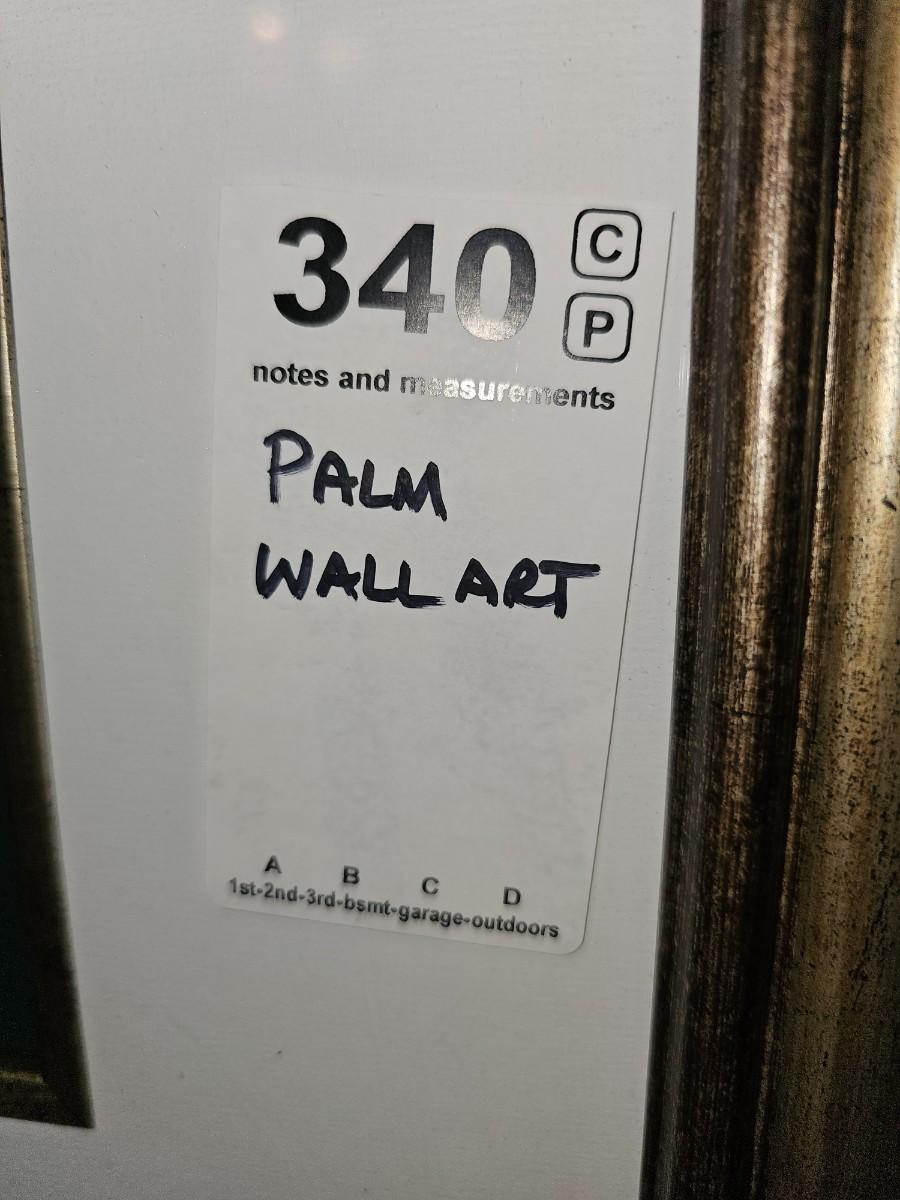 340 C
P
notes and measurements
PALM
WALL ART
A B C D
1st-2nd-3rd-bsmt-garage-outdoors